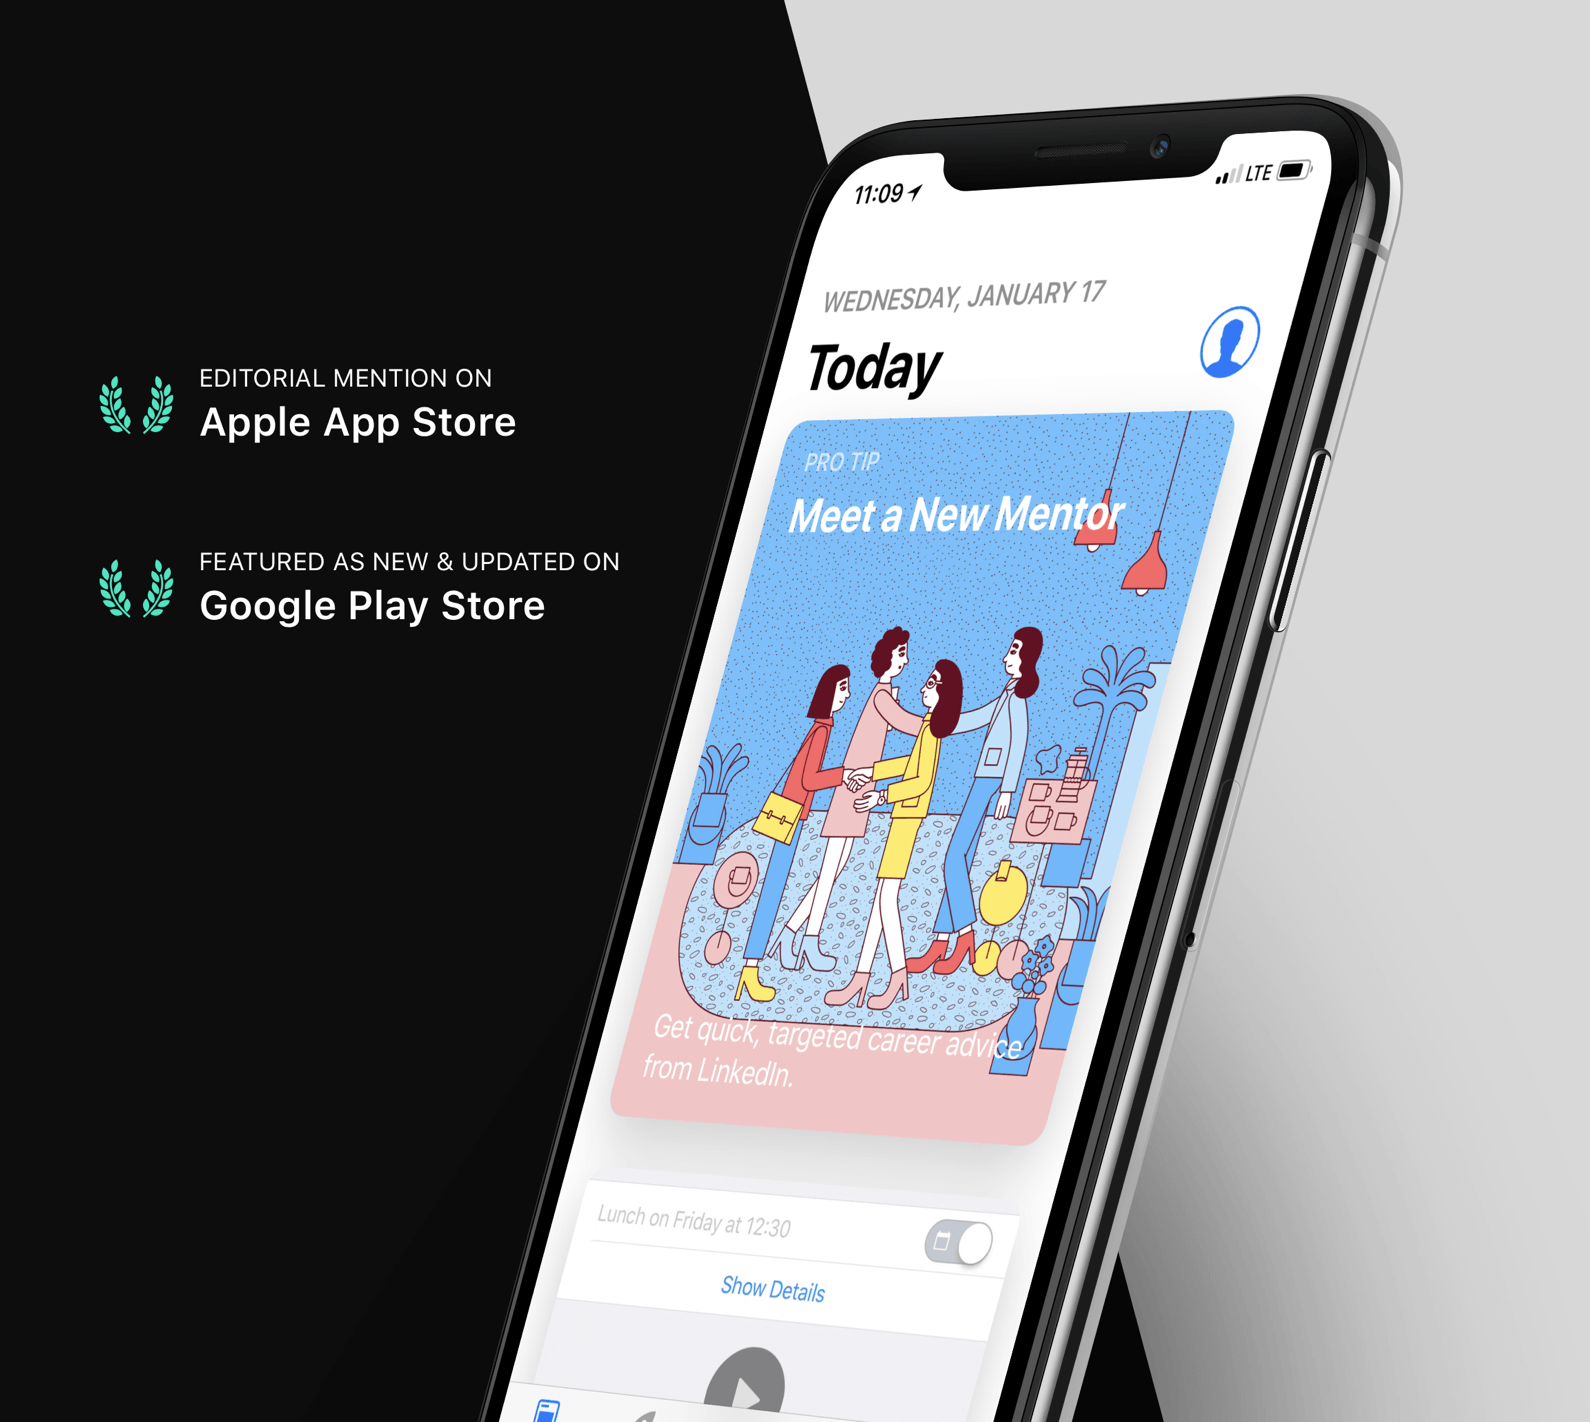 EDITORIAL MENTION ON
Apple App Store
FEATURED AS NEW & UPDATED ON
Google Play Store
11:09
LTE
WEDNESDAY, JANUARY 17
Today
PRO TIP
Meet a New Mentor
Get quick, targeted career advice
from LinkedIn.
Lunch on Friday at 12:30
Show Details